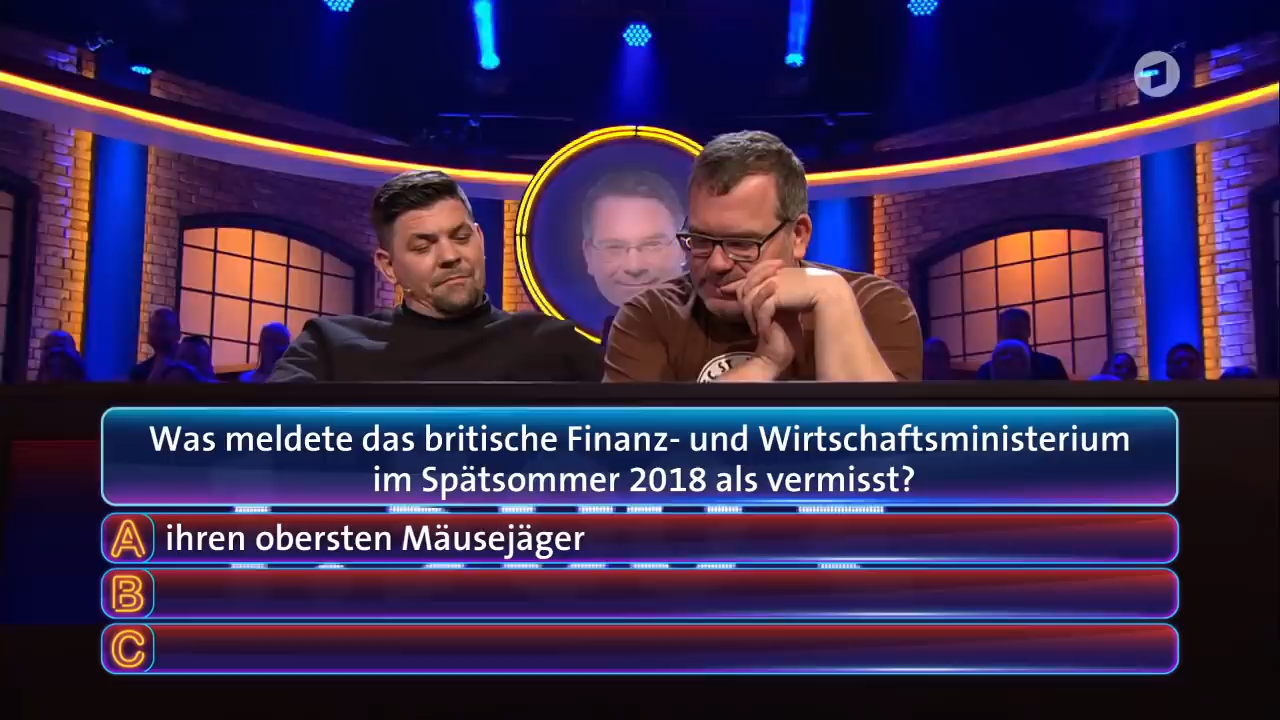 Was meldete das britische Finanz- und Wirtschaftsministerium
im Spätsommer 2018 als vermisst?
A ihren obersten Mäusejäger
B
C